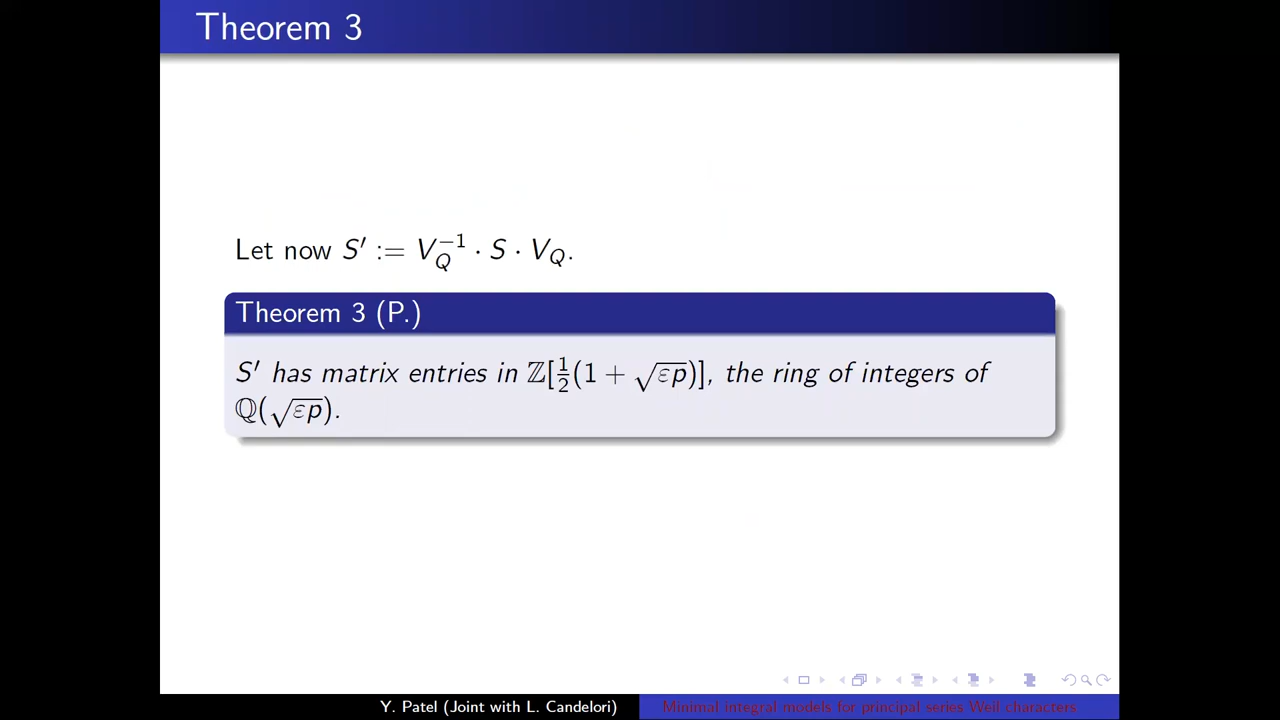 Theorem 3
Let now S′ := V_Q^{−1} · S · V_Q.
Theorem 3 (P.)
S′ has matrix entries in ℤ[½(1 + √εp)], the ring of integers of
ℚ(√εp).
Y. Patel (Joint with L. Candelori) Minimal integral models for principal series Weil characters